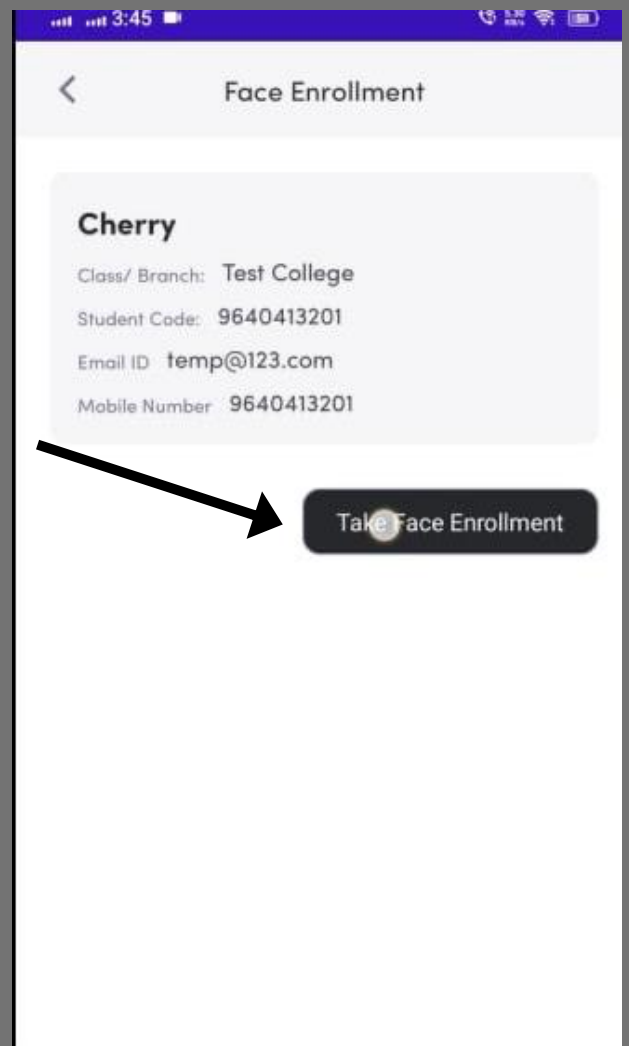 3:45
Face Enrollment
Cherry
Class/ Branch: Test College
Student Code: 9640413201
Email ID temp@123.com
Mobile Number 9640413201
Take Face Enrollment